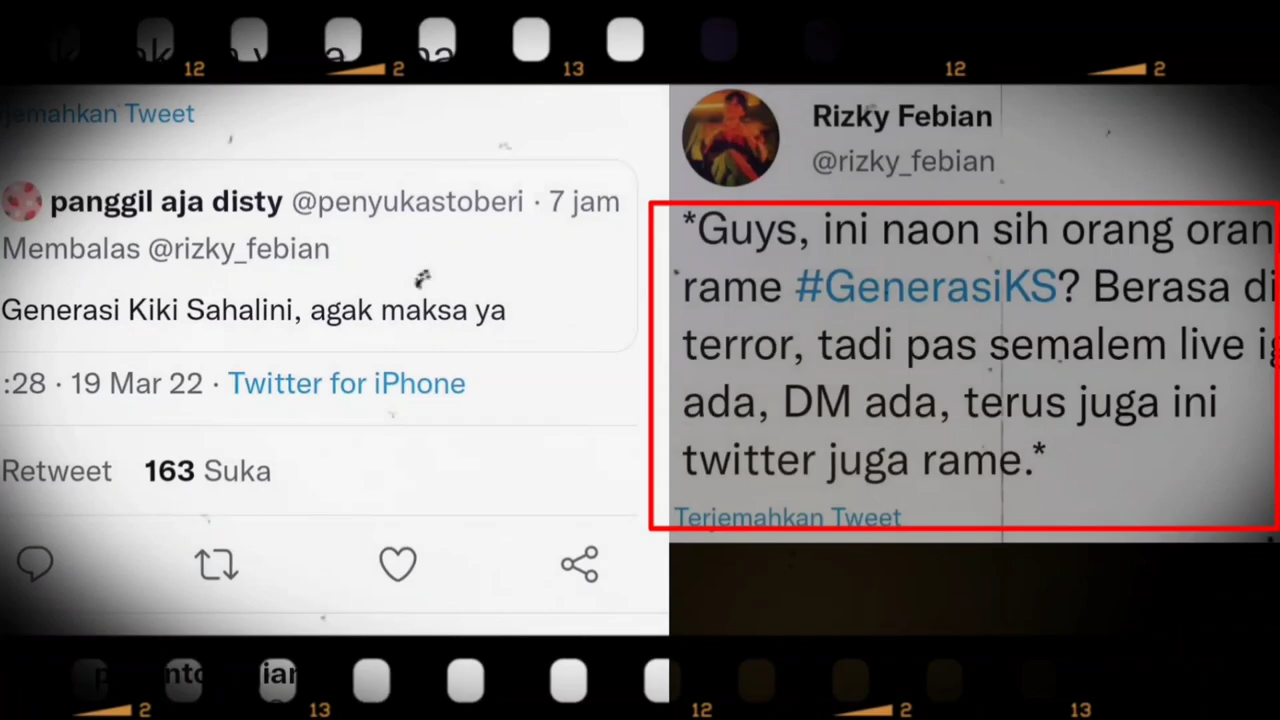 12
2
13
12
2
jemahkan Tweet
panggil aja disty @penyukastoberi · 7 jam
Membalas @rizky_febian
Generasi Kiki Sahalini, agak maksa ya
:28 · 19 Mar 22 · Twitter for iPhone
Retweet 163 Suka
Rizky Febian
@rizky_febian
*Guys, ini naon sih orang oran
rame #GenerasiKS? Berasa di
terror, tadi pas semalem live ig
ada, DM ada, terus juga ini
twitter juga rame.*
Terjemahkan Tweet
2
13
12
2
13